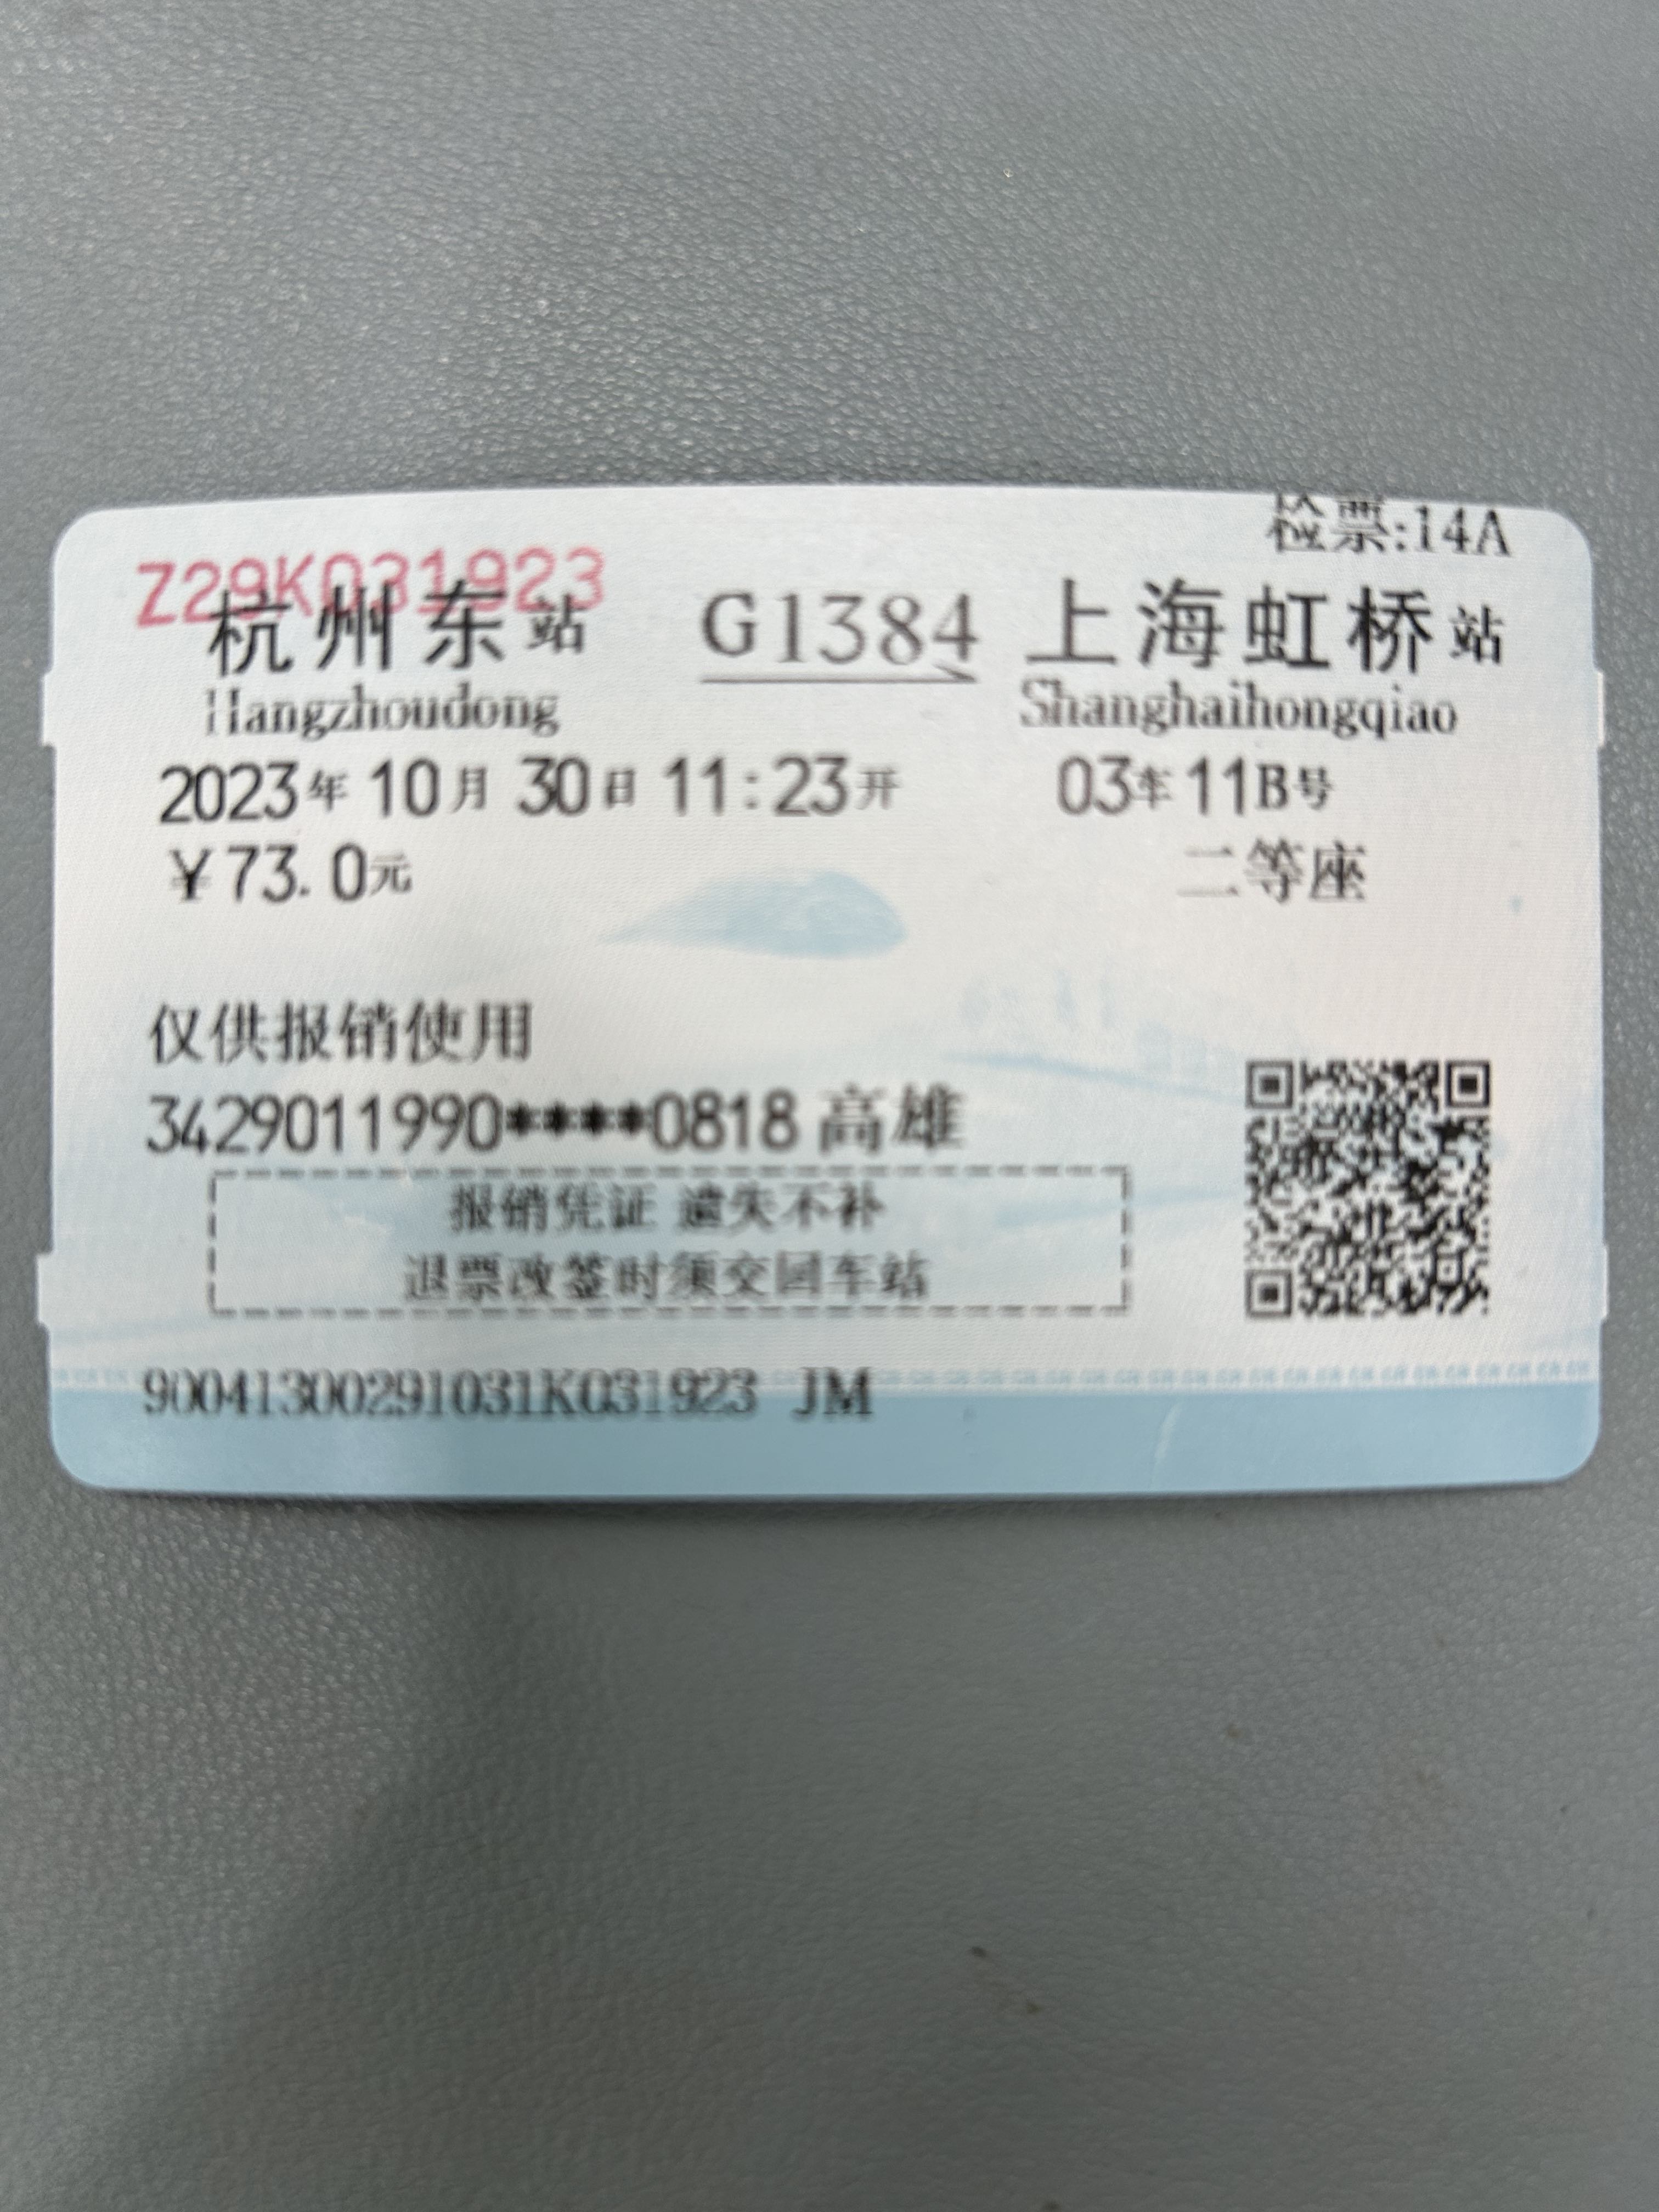 检票:14A
Z29K031923
杭州东站 G1384 上海虹桥站
Hangzhoudong Shanghaihongqiao
2023年10月30日11:23开 03车11B号
¥73.0元 二等座
仅供报销使用
3429011990****0818 高雄
报销凭证 遗失不补
退票改签时须交回车站
90041300291031K031923 JM